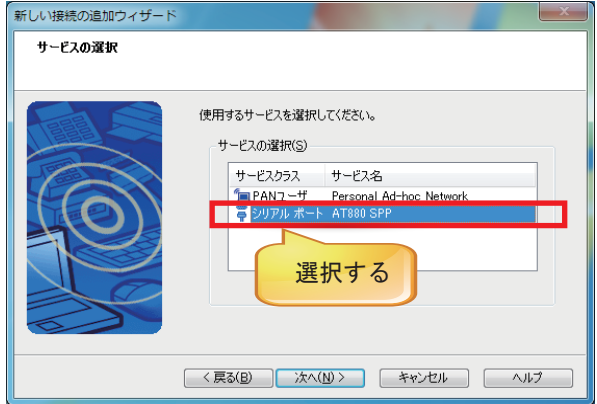 新しい接続の追加ウィザード
サービスの選択
使用するサービスを選択してください。
サービスの選択(S)
サービスクラス サービス名
PANユーザ Personal Ad-hoc Network
シリアル ポート AT880 SPP
選択する
< 戻る(B) 次へ(N) > キャンセル ヘルプ